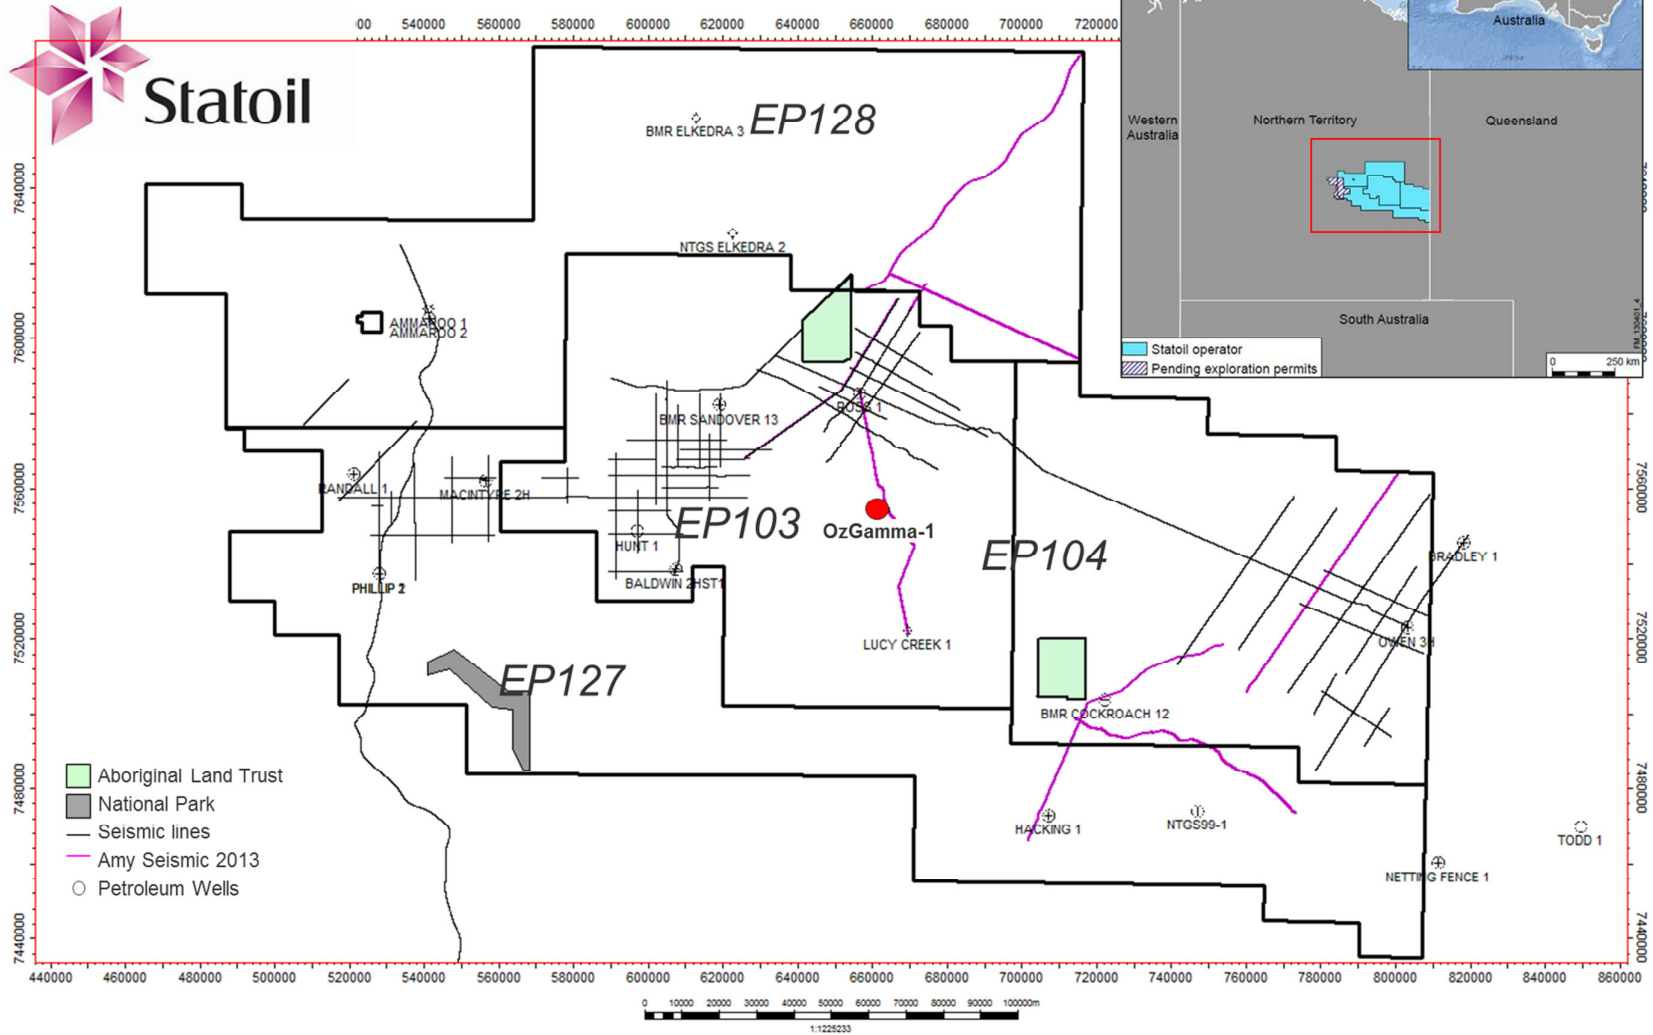 Statoil
00 540000 560000 580000 600000 620000 640000 660000 680000 700000 720000
Australia
Western
Australia
Northern Territory
Queensland
South Australia
Statoil operator
Pending exploration permits
0 250 km
FM_130401_4
BMR ELKEDRA 3
EP128
NTGS ELKEDRA 2
AMMAROO 1
AMMAROO 2
ROSS 1
BMR SANDOVER 13
RANDALL 1
MACINTYRE 2H
EP103
OzGamma-1
EP104
HUNT 1
BRADLEY 1
BALDWIN 2HST1
PHILLIP 2
OWEN 3H
LUCY CREEK 1
EP127
BMR COCKROACH 12
HACKING 1
NTGS99-1
TODD 1
NETTING FENCE 1
Aboriginal Land Trust
National Park
Seismic lines
Amy Seismic 2013
Petroleum Wells
7640000
7600000
7560000
7520000
7480000
7440000
7560000
7520000
7480000
7440000
440000 460000 480000 500000 520000 540000 560000 580000 600000 620000 640000 660000 680000 700000 720000 740000 760000 780000 800000 820000 840000 860000
0 10000 20000 30000 40000 50000 60000 70000 80000 90000 100000m
1:1225233